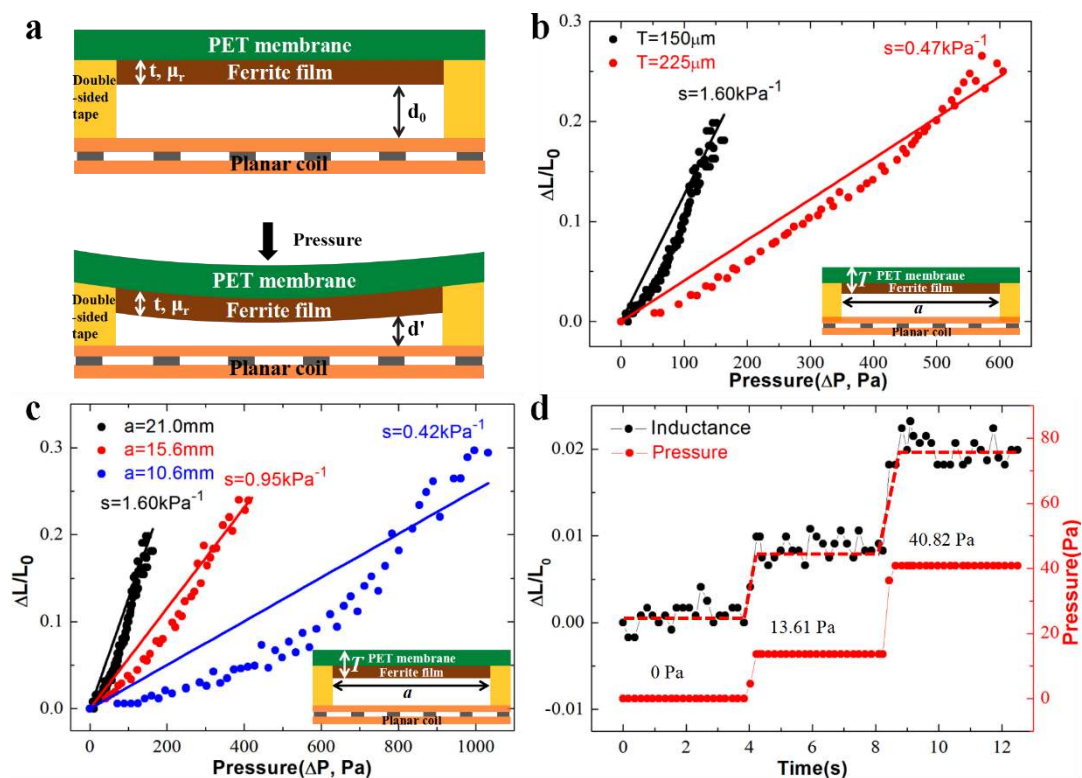 a
PET membrane
t, μr
Ferrite film
Double
-sided
tape
d0
Planar coil
Pressure
PET membrane
t, μr
Ferrite film
Double
-sided
tape
d'
Planar coil
b
0.3
0.2
0.1
0.0
ΔL/L0
T=150μm
T=225μm
s=1.60kPa-1
s=0.47kPa-1
T PET membrane
Ferrite film
a
Planar coil
0 100 200 300 400 500 600
Pressure(ΔP, Pa)
c
0.3
0.2
0.1
0.0
ΔL/L0
a=21.0mm
a=15.6mm
a=10.6mm
s=1.60kPa-1
s=0.95kPa-1
s=0.42kPa-1
T PET membrane
Ferrite film
a
Planar coil
0 200 400 600 800 1000
Pressure(ΔP, Pa)
d
0.02
0.01
0.00
-0.01
ΔL/L0
Inductance
Pressure
0 Pa
13.61 Pa
40.82 Pa
80
60
40
20
0
Pressure(Pa)
0 2 4 6 8 10 12
Time(s)